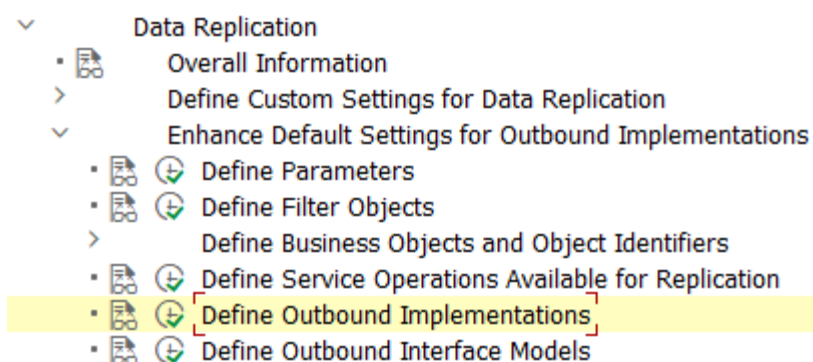 Data Replication
Overall Information
Define Custom Settings for Data Replication
Enhance Default Settings for Outbound Implementations
Define Parameters
Define Filter Objects
Define Business Objects and Object Identifiers
Define Service Operations Available for Replication
Define Outbound Implementations
Define Outbound Interface Models